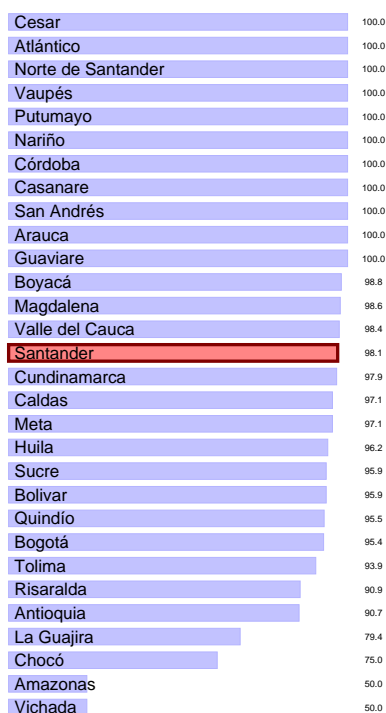 Cesar 100.0
Atlántico 100.0
Norte de Santander 100.0
Vaupés 100.0
Putumayo 100.0
Nariño 100.0
Córdoba 100.0
Casanare 100.0
San Andrés 100.0
Arauca 100.0
Guaviare 100.0
Boyacá 98.8
Magdalena 98.6
Valle del Cauca 98.4
Santander 98.1
Cundinamarca 97.9
Caldas 97.1
Meta 97.1
Huila 96.2
Sucre 95.9
Bolivar 95.9
Quindío 95.5
Bogotá 95.4
Tolima 93.9
Risaralda 90.9
Antioquia 90.7
La Guajira 79.4
Chocó 75.0
Amazonas 50.0
Vichada 50.0